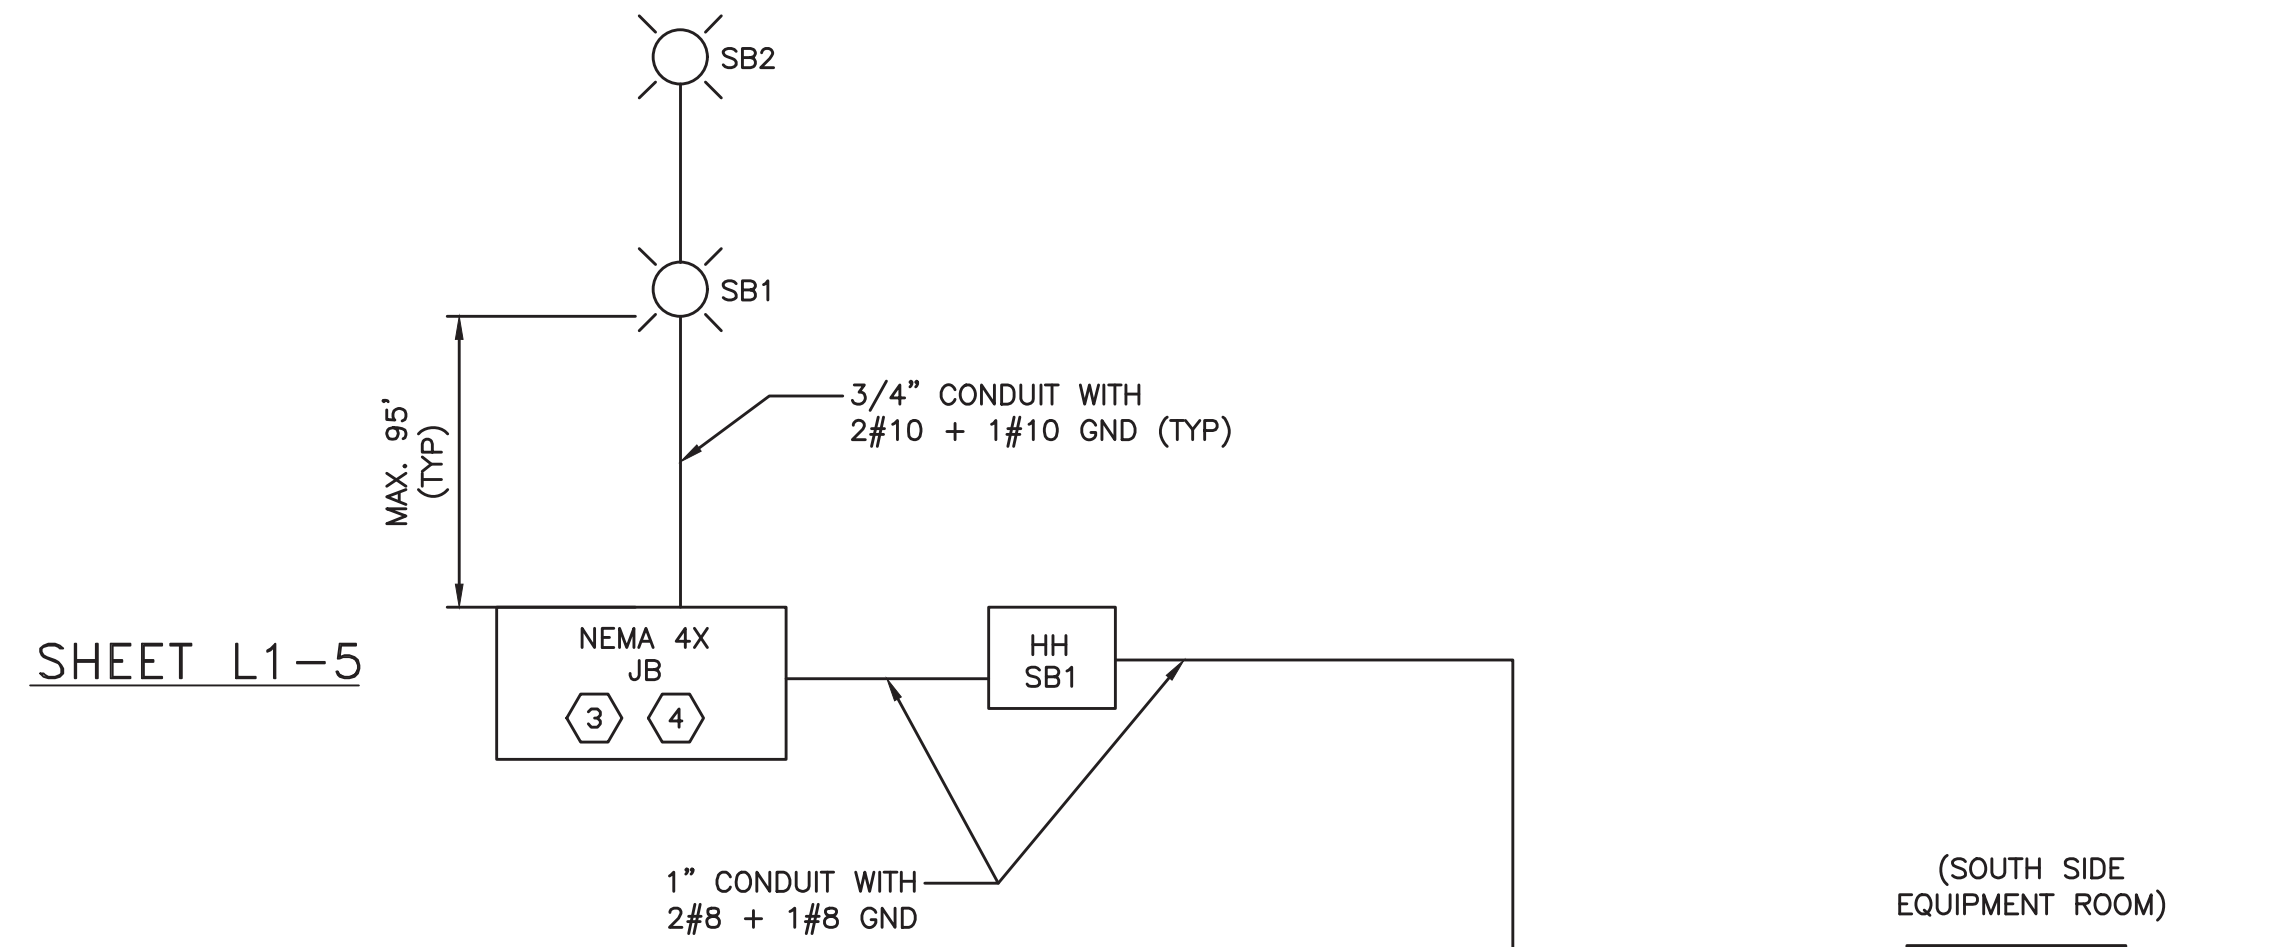 SB2
SB1
3/4" CONDUIT WITH
2#10 + 1#10 GND (TYP)
MAX. 95'
(TYP)
SHEET L1-5
NEMA 4X
JB
3 4
HH
SB1
1" CONDUIT WITH
2#8 + 1#8 GND
(SOUTH SIDE
EQUIPMENT ROOM)